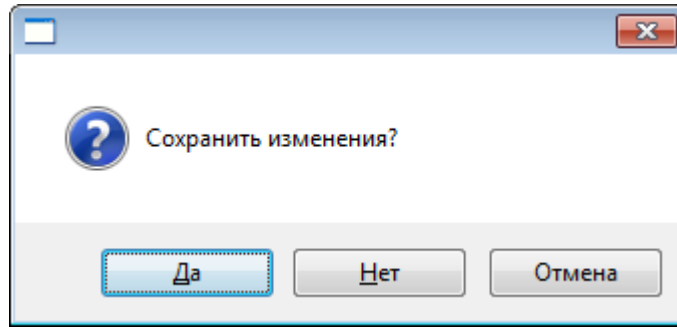 Сохранить изменения?
Да
Нет
Отмена